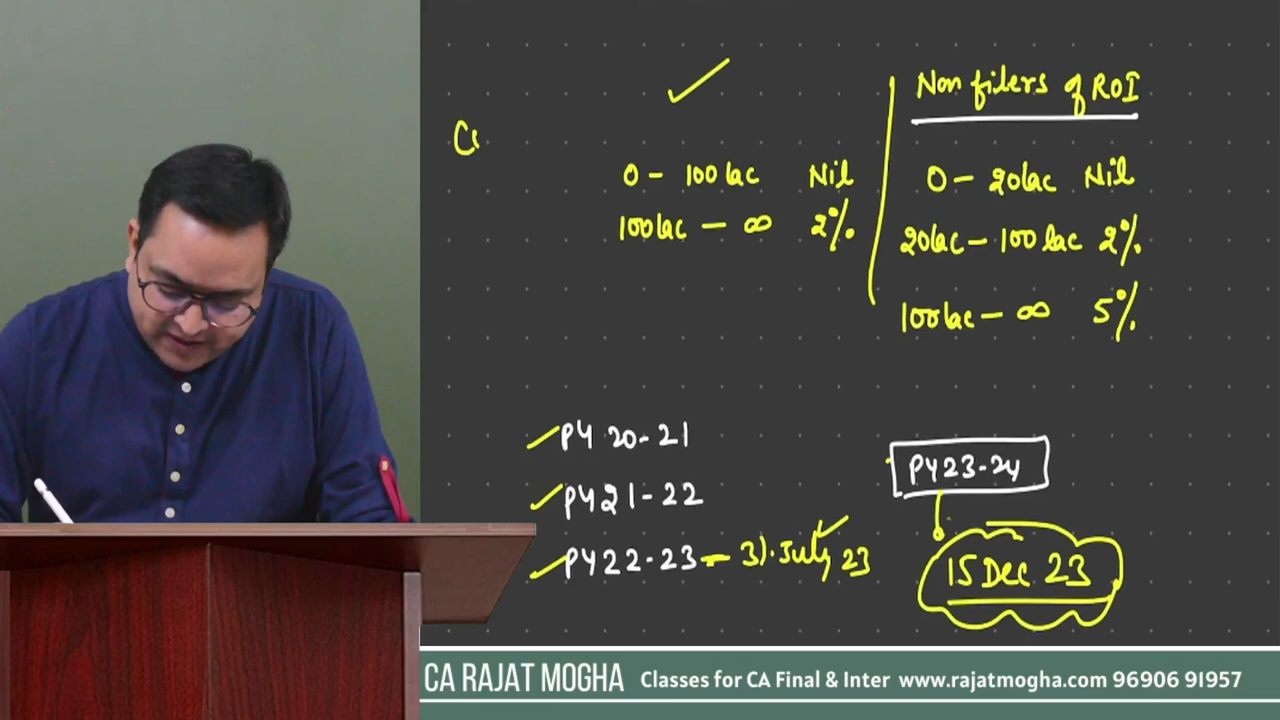 Non filers of ROI
Co
0 - 100 lac Nil
100 lac - ∞ 2%
0 - 20 lac Nil
20 lac - 100 lac 2%
100 lac - ∞ 5%
PY 20-21
PY 21-22
PY 22-23 - 31 July 23
PY 23-24
15 Dec 23
CA RAJAT MOGHA Classes for CA Final & Inter www.rajatmogha.com 96906 91957